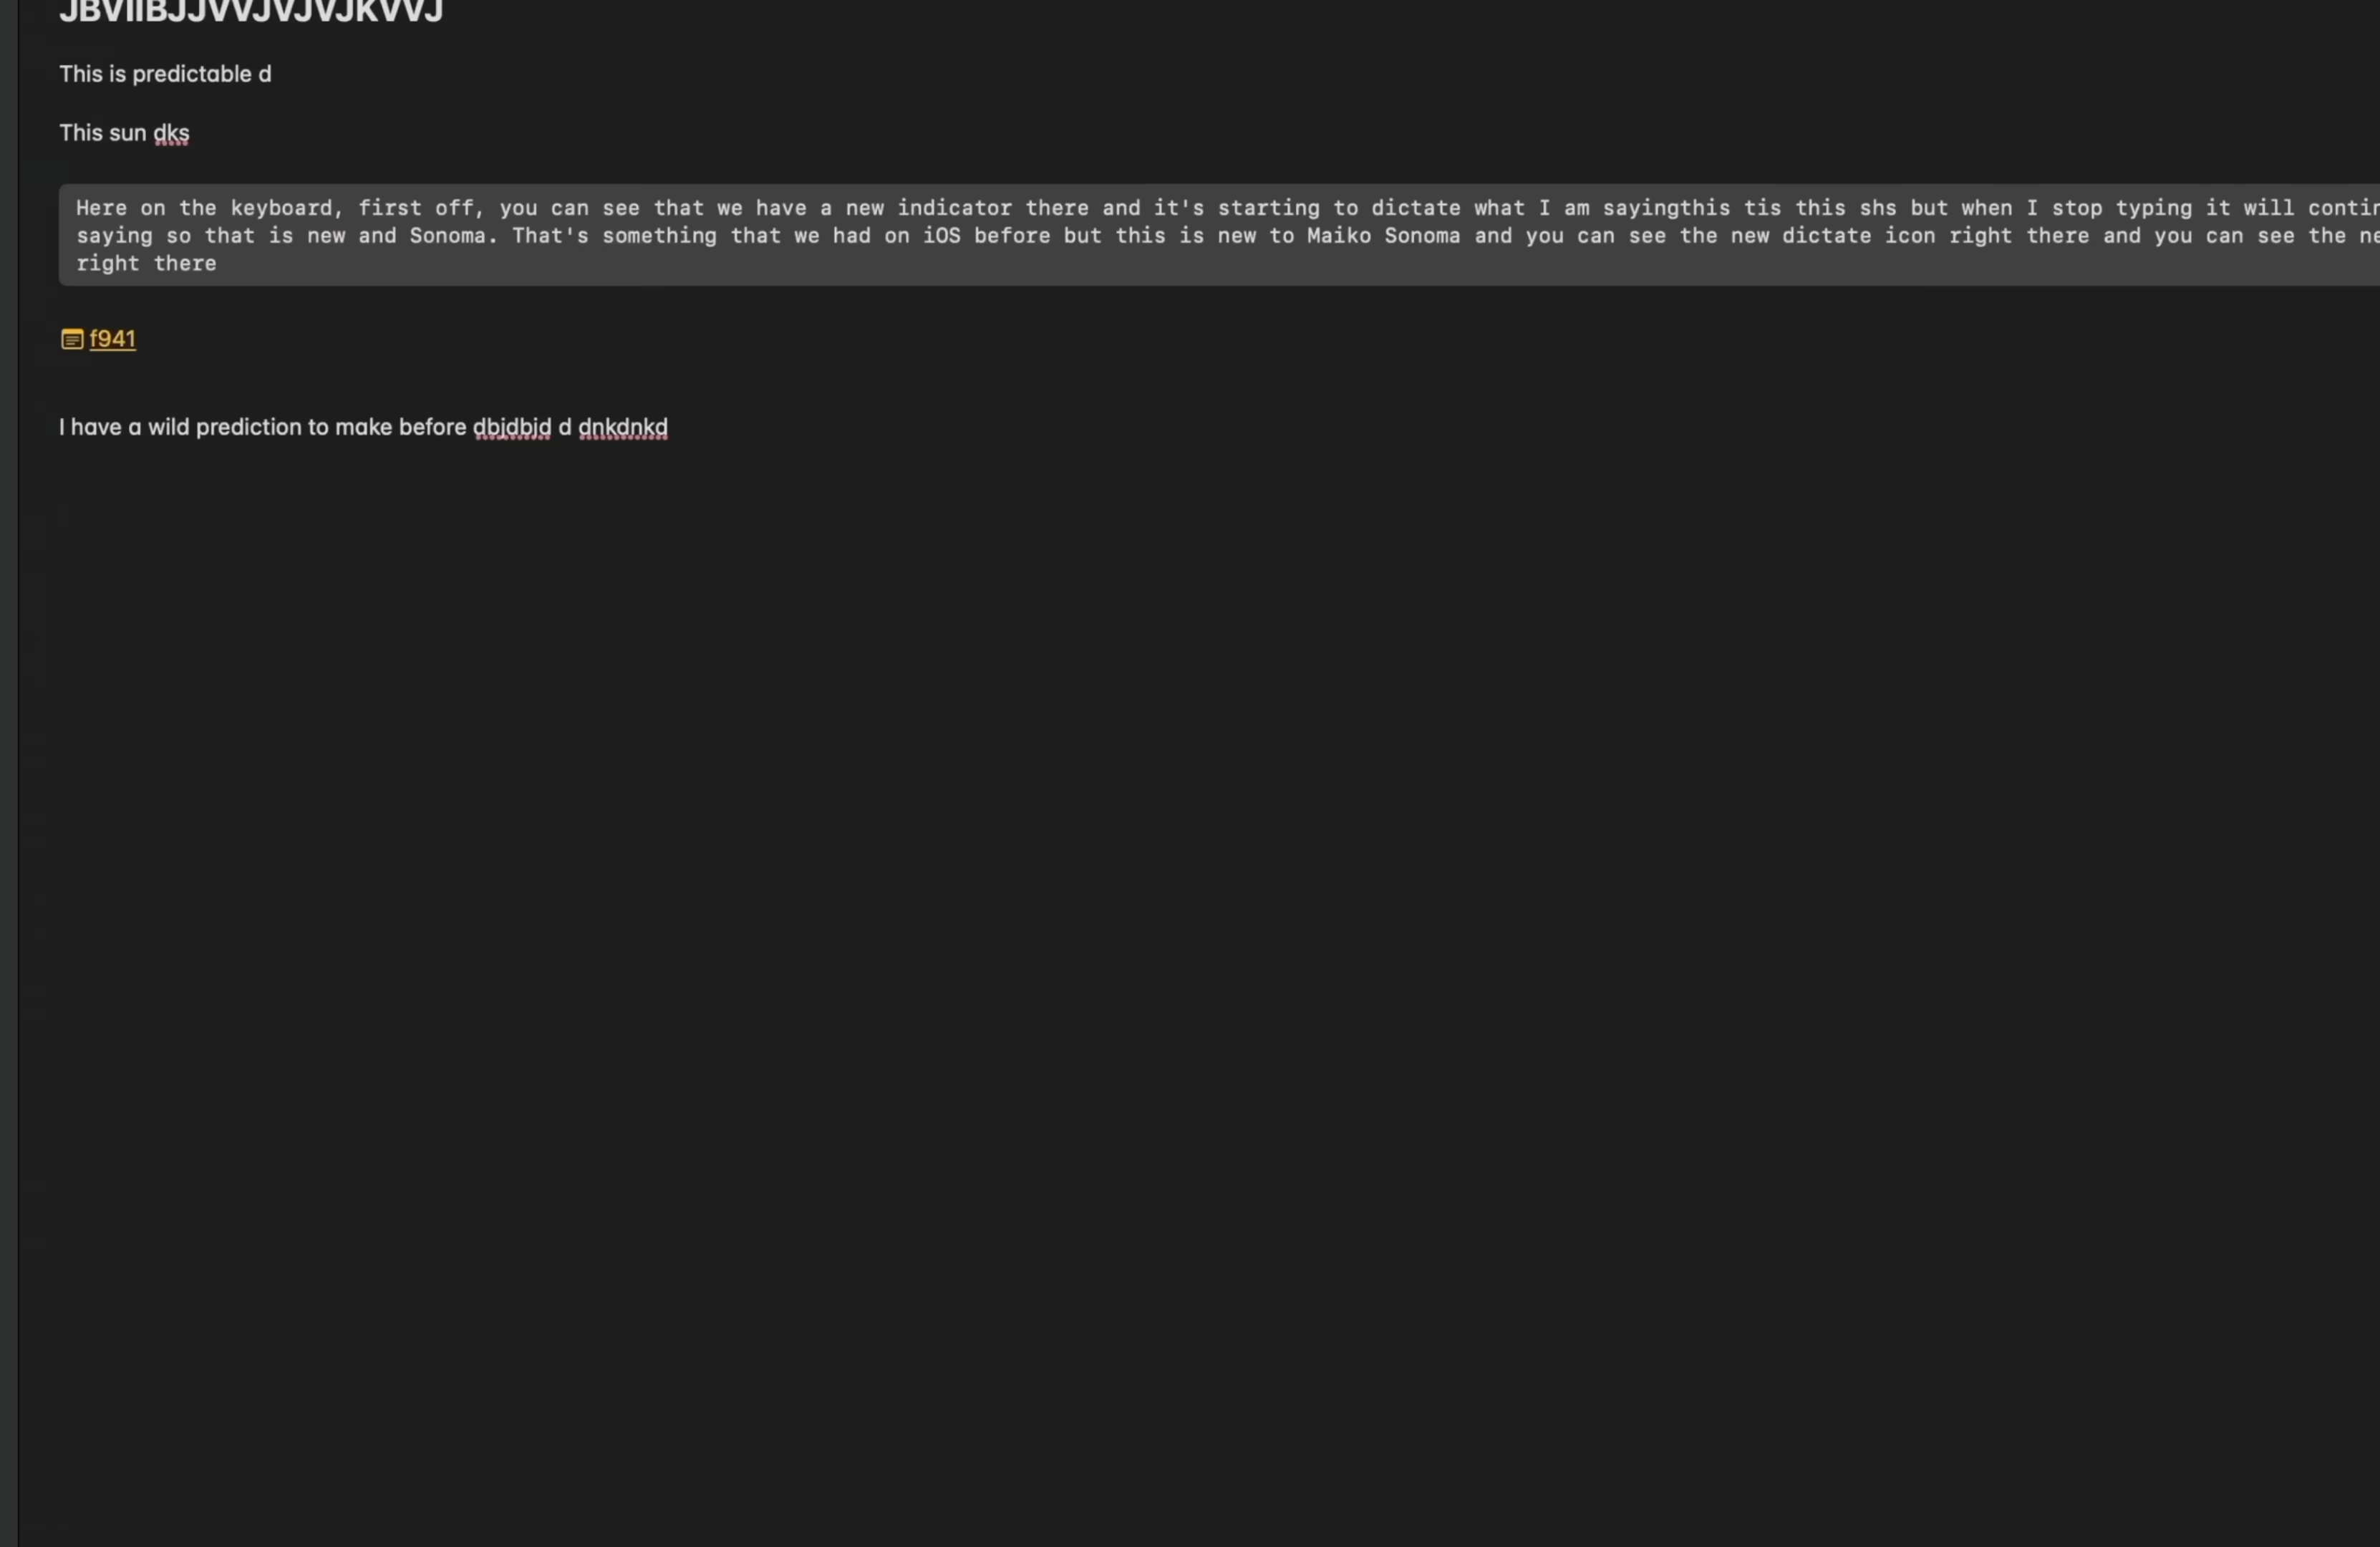 JBVIIBJJVVJVJVJKVVJ
This is predictable d
This sun dks
Here on the keyboard, first off, you can see that we have a new indicator there and it's starting to dictate what I am sayingthis tis this shs but when I stop typing it will
saying so that is new and Sonoma. That's something that we had on iOS before but this is new to Maiko Sonoma and you can see the new dictate icon right there and you can see the
right there
f941
I have a wild prediction to make before dbjdbjd d dnkdnkd